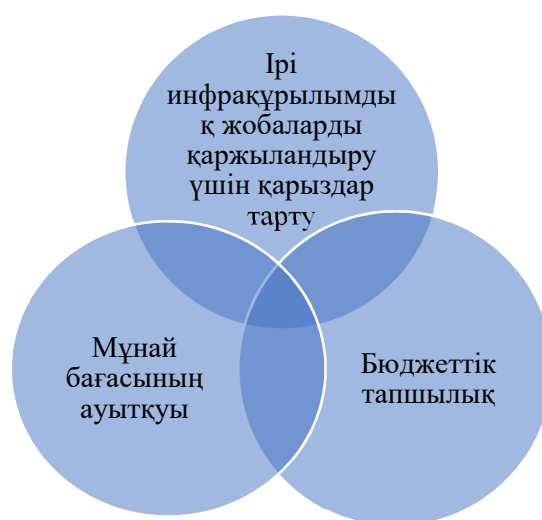 Ірі
инфрақұрылымды
қ жобаларды
қаржыландыру
үшін қарыздар
тарту
Мұнай
бағасының
ауытқуы
Бюджеттік
тапшылық